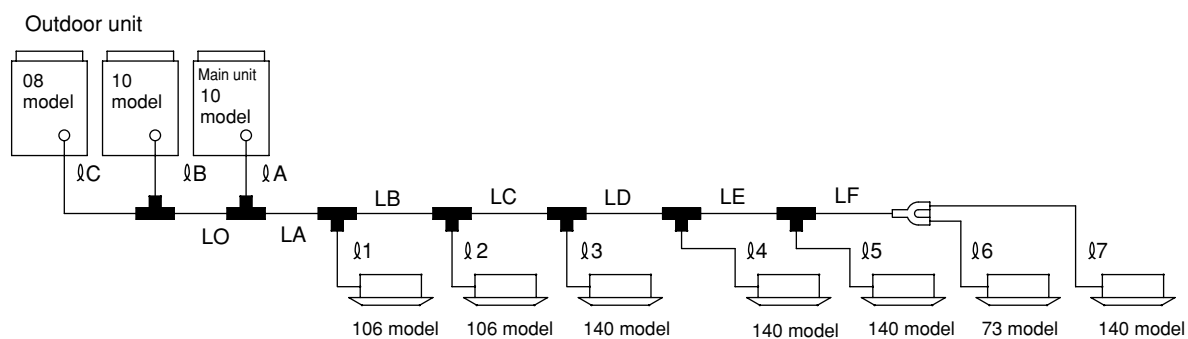 Outdoor unit
08
model
10
model
Main unit
10
model
ℓC
ℓB
ℓA
LO
LA
LB
LC
LD
LE
LF
ℓ1
ℓ2
ℓ3
ℓ4
ℓ5
ℓ6
ℓ7
106 model
106 model
140 model
140 model
140 model
73 model
140 model